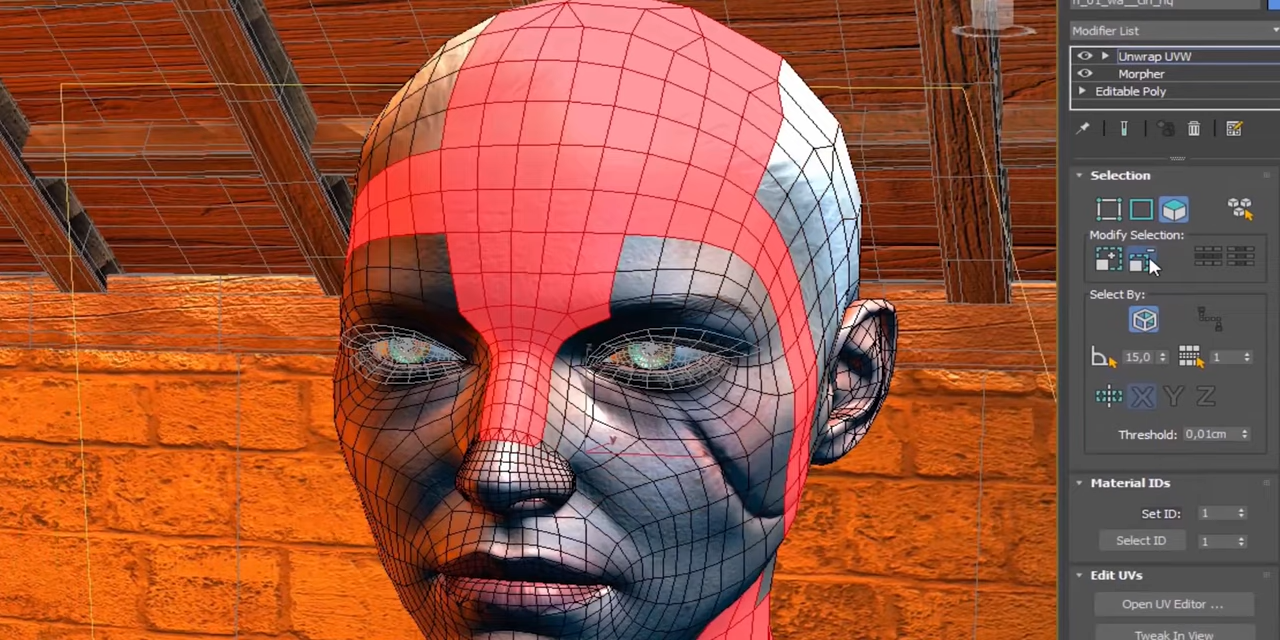 Modifier List
Unwrap UVW
Morpher
Editable Poly
Selection
Modify Selection:
Select By:
15,0
1
X Y Z
Threshold: 0,01cm
Material IDs
Set ID: 1
Select ID 1
Edit UVs
Open UV Editor ...
Tweak In View
y